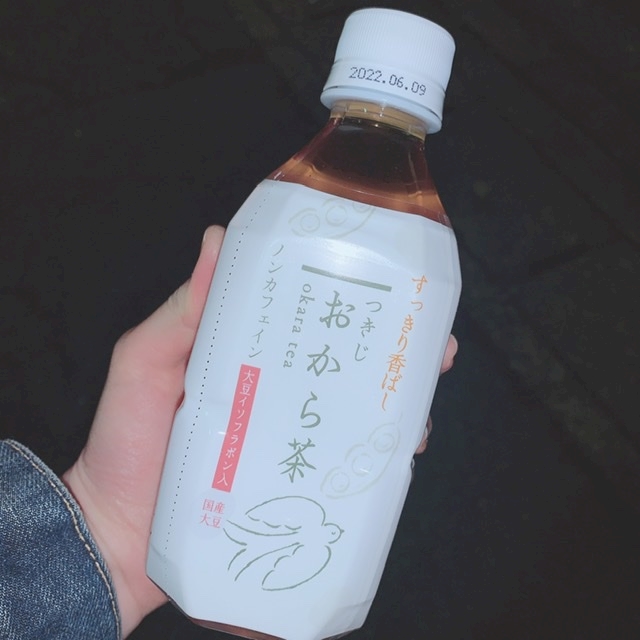 2022.06.09
すっきり香ばし
つきじ
おから茶
okara tea
ノンカフェイン
大豆イソフラボン入
国産
大豆